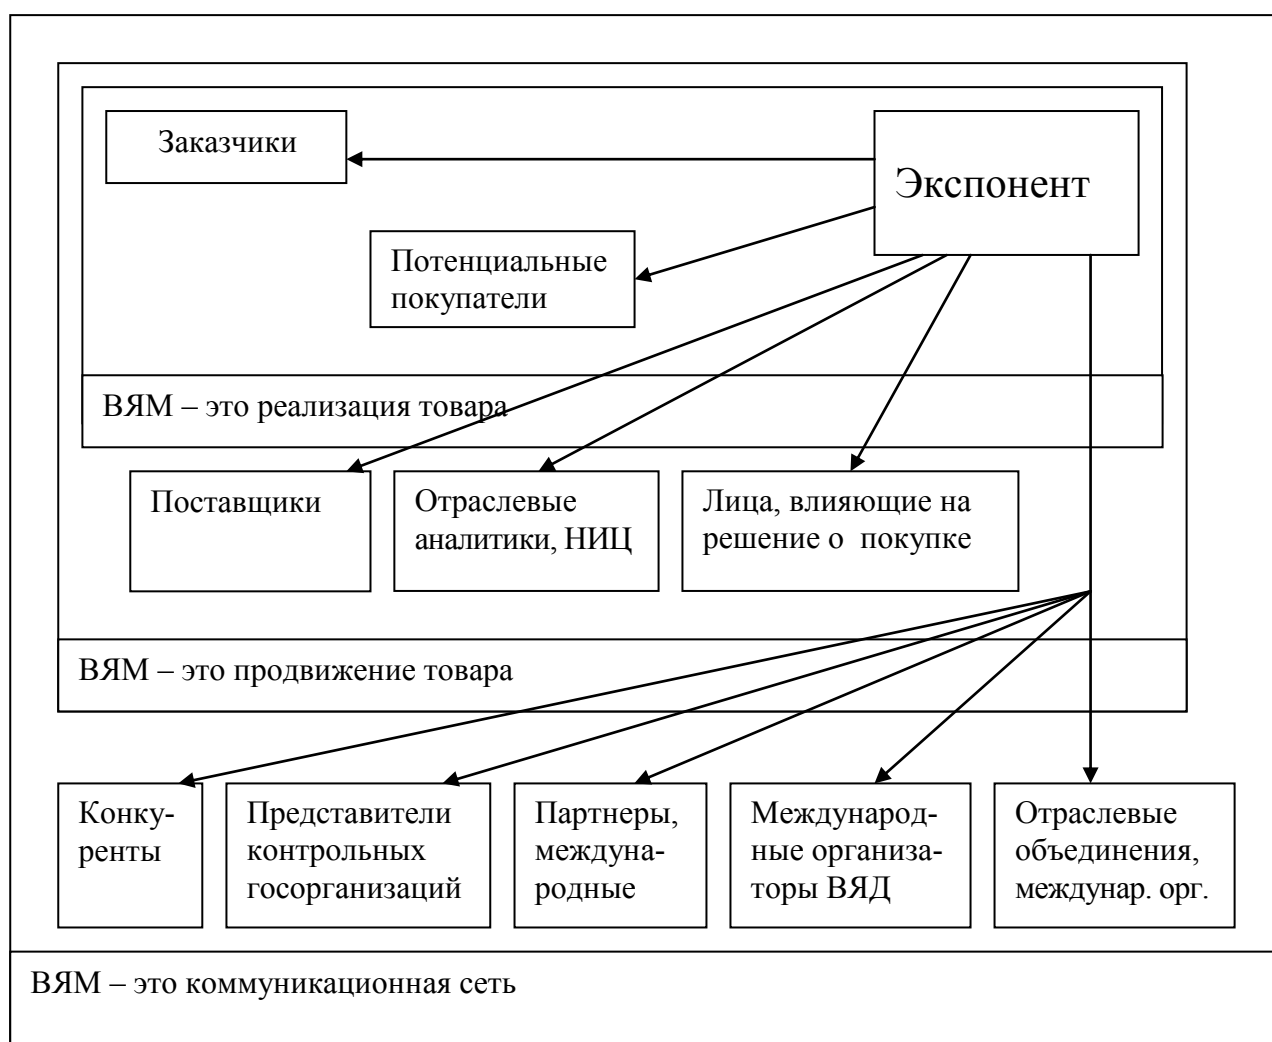 Заказчики
Экспонент
Потенциальные
покупатели
ВЯМ – это реализация товара
Поставщики
Отраслевые
аналитики, НИЦ
Лица, влияющие на
решение о покупке
ВЯМ – это продвижение товара
Конку-
ренты
Представители
контрольных
госорганизаций
Партнеры,
междуна-
родные
Международ-
ные организа-
торы ВЯД
Отраслевые
объединения,
междунар. орг.
ВЯМ – это коммуникационная сеть